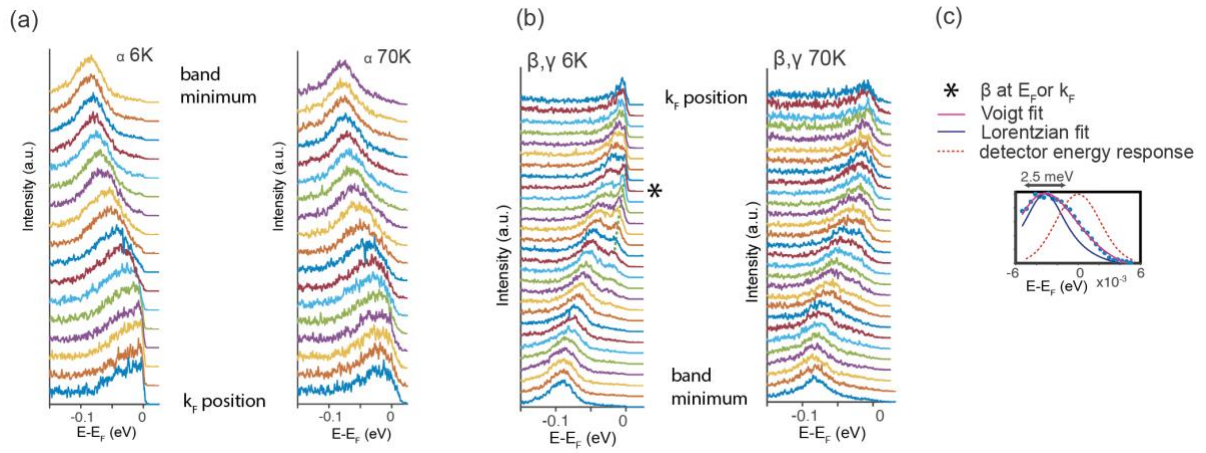 (a)
α 6K
band
minimum
Intensity (a.u.)
-0.1
0
E-E_F (eV)
k_F position
α 70K
Intensity (a.u.)
-0.1
0
E-E_F (eV)
(b)
β,γ 6K
k_F position
*
Intensity (a.u.)
-0.1
0
E-E_F (eV)
band
minimum
β,γ 70K
Intensity (a.u.)
-0.1
0
E-E_F (eV)
(c)
* β at E_F or k_F
Voigt fit
Lorentzian fit
detector energy response
2.5 meV
-6
0
6
x10⁻³
E-E_F (eV)